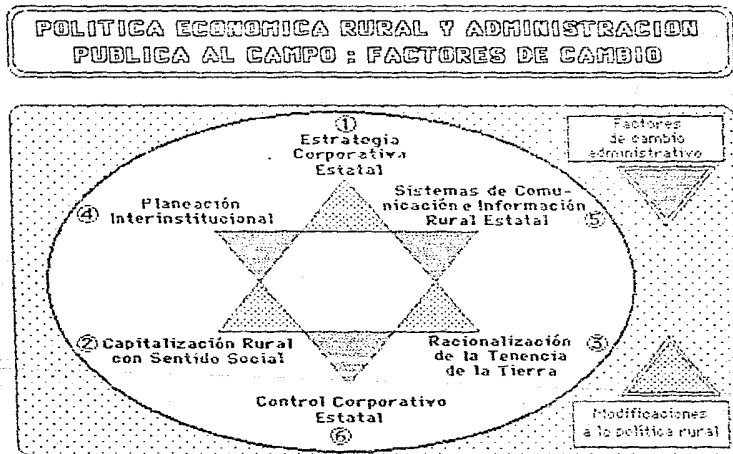 POLITICA ECONOMICA RURAL Y ADMINISTRACION
PUBLICA AL CAMPO : FACTORES DE CAMBIO
①
Estrategia
Corporativa
Estatal
Factores
de cambio
administrativo
④
Planeación
Interinstitucional
Sistemas de Comu-
nicación e Información
Rural Estatal
⑤
② Capitalización Rural
con Sentido Social
Racionalización ③
de la Tenencia
de la Tierra
Control Corporativo
Estatal
⑥
Modificaciones
a la política rural